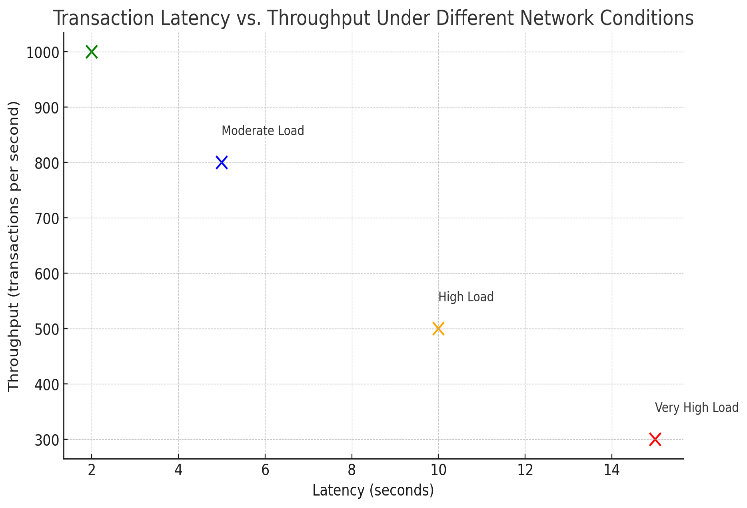 Transaction Latency vs. Throughput Under Different Network Conditions
Throughput (transactions per second)
1000
900
800
700
600
500
400
300
Moderate Load
High Load
Very High Load
2 4 6 8 10 12 14
Latency (seconds)